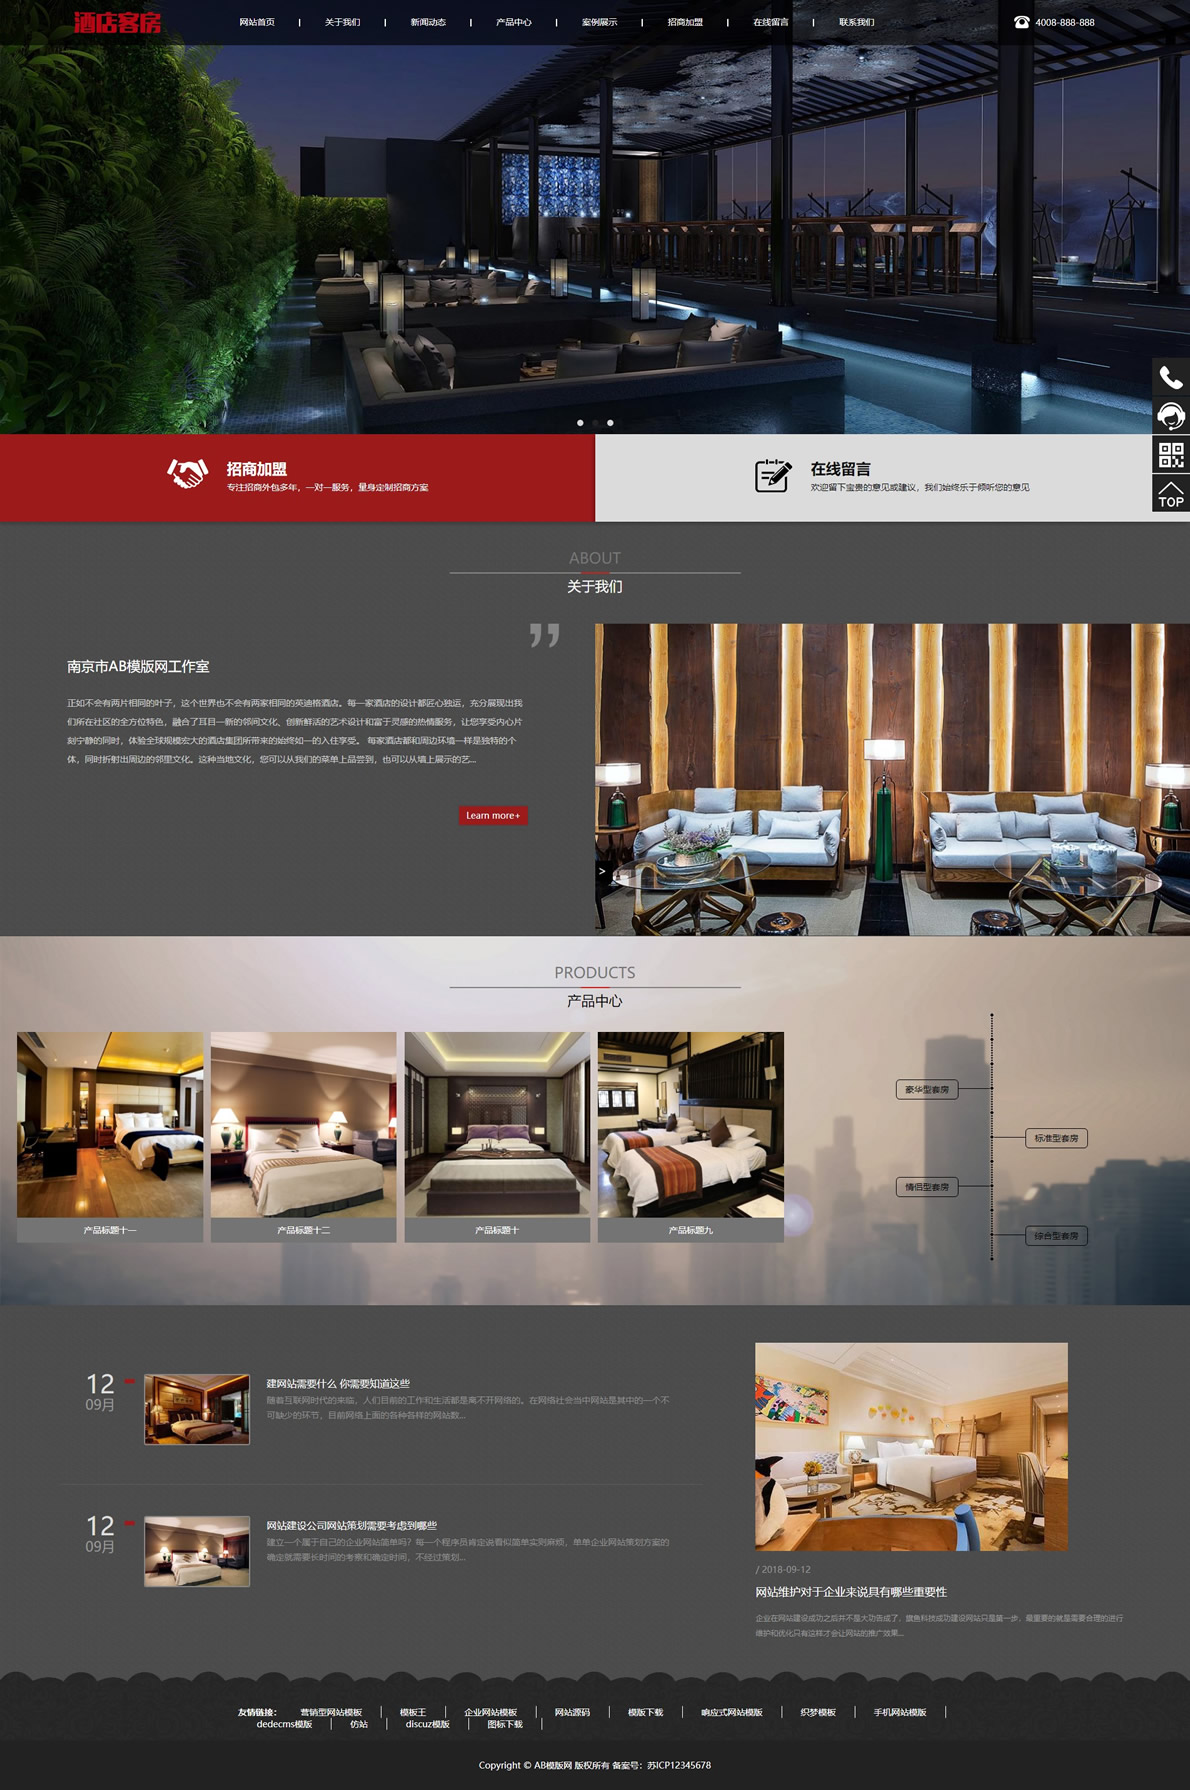 酒店客房
网站首页 关于我们 新闻动态 产品中心 案例展示 招商加盟 在线留言 联系我们 4008-888-888
招商加盟
专注招商外包多年，一对一服务，量身定制招商方案
在线留言
欢迎留下宝贵的意见或建议，我们始终乐于倾听您的意见
TOP
ABOUT
关于我们
南京市AB模版网工作室
正如不会有两片相同的叶子，这个世界也不会有两家相同的英迪格酒店。每一家酒店的设计都匠心独运，充分展现出我
们所在社区的全方位特色，融合了耳目一新的邻间文化、创新鲜活的艺术设计和富于灵感的热情服务，让您享受内心片
刻宁静的同时，体验全球规模宏大的酒店集团所带来的始终如一的入住享受。 每家酒店都和周边环境一样是独特的个
体，同时折射出周边的邻里文化。这种当地文化，您可以从我们的菜单上品尝到，也可以从墙上展示的艺...
Learn more+
>
PRODUCTS
产品中心
产品标题十一 产品标题十二 产品标题十 产品标题九
豪华型套房
标准型套房
情侣型套房
综合型套房
12
09月
建网站需要什么 你需要知道这些
随着互联网时代的来临，人们目前的工作和生活都是离不开网络的。在网络社会当中网站是其中的一个不
可缺少的环节，目前网络上面的各种各样的网站数...
12
09月
网站建设公司网站策划需要考虑到哪些
建立一个属于自己的企业网站简单吗？每一个程序员肯定说看似简单实则麻烦，单单企业网站策划方案的
确定就需要长时间的考察和确定时间，不经过策划...
/ 2018-09-12
网站维护对于企业来说具有哪些重要性
企业在网站建设成功之后并不是大功告成了，旗鱼科技成功建设网站只是第一步，最重要的就是需要合理的进行
维护和优化只有这样才会让网站的推广效果...
友情链接： 营销型网站模板 模板王 企业网站模板 网站源码 模版下载 响应式网站模版 织梦模板 手机网站模版
dedecms模版 仿站 discuz模版 图标下载
Copyright © AB模版网 版权所有 备案号：苏ICP12345678